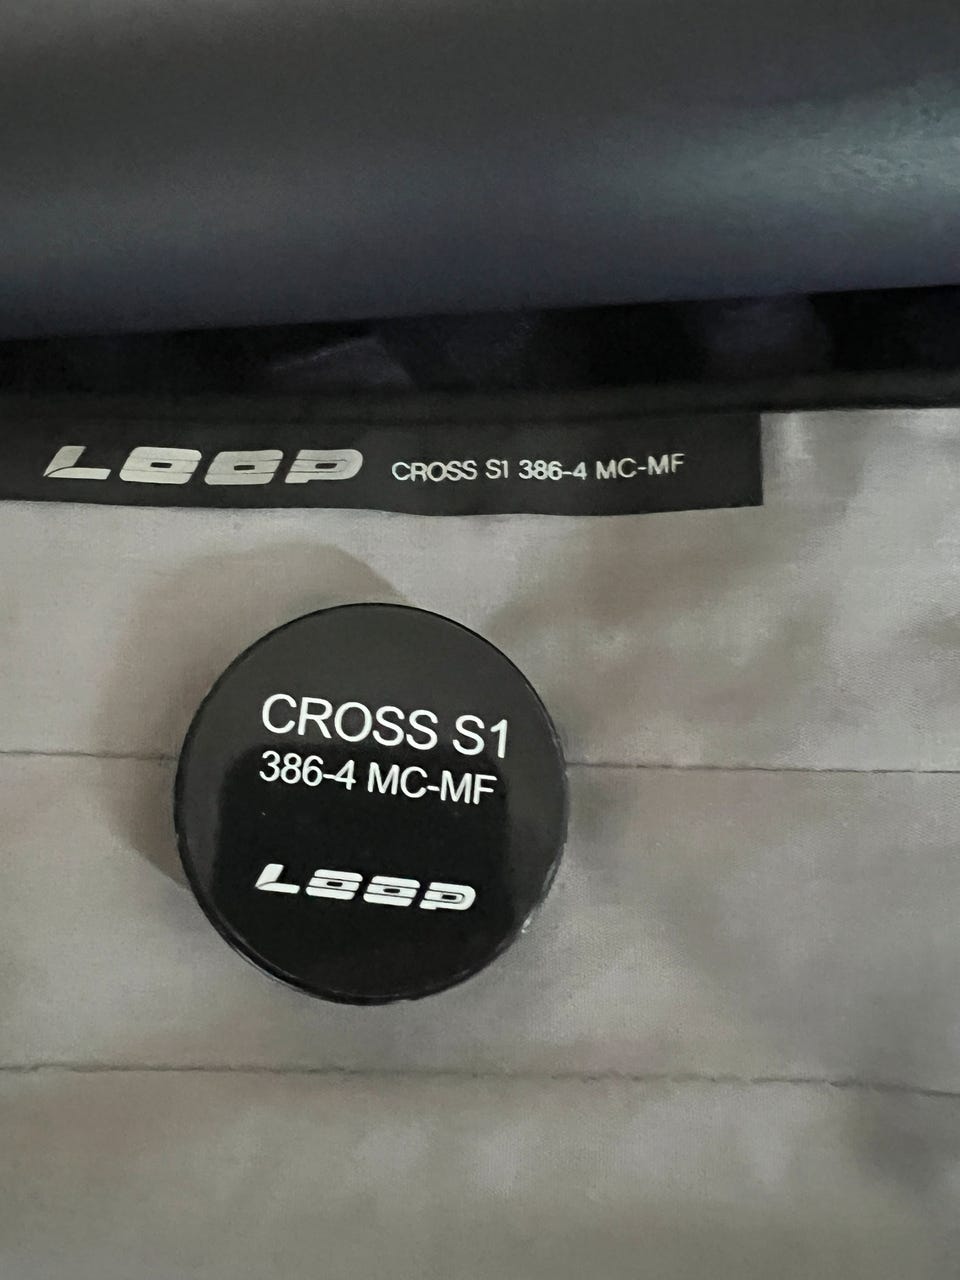 LOOP CROSS S1 386-4 MC-MF
CROSS S1
386-4 MC-MF
LOOP